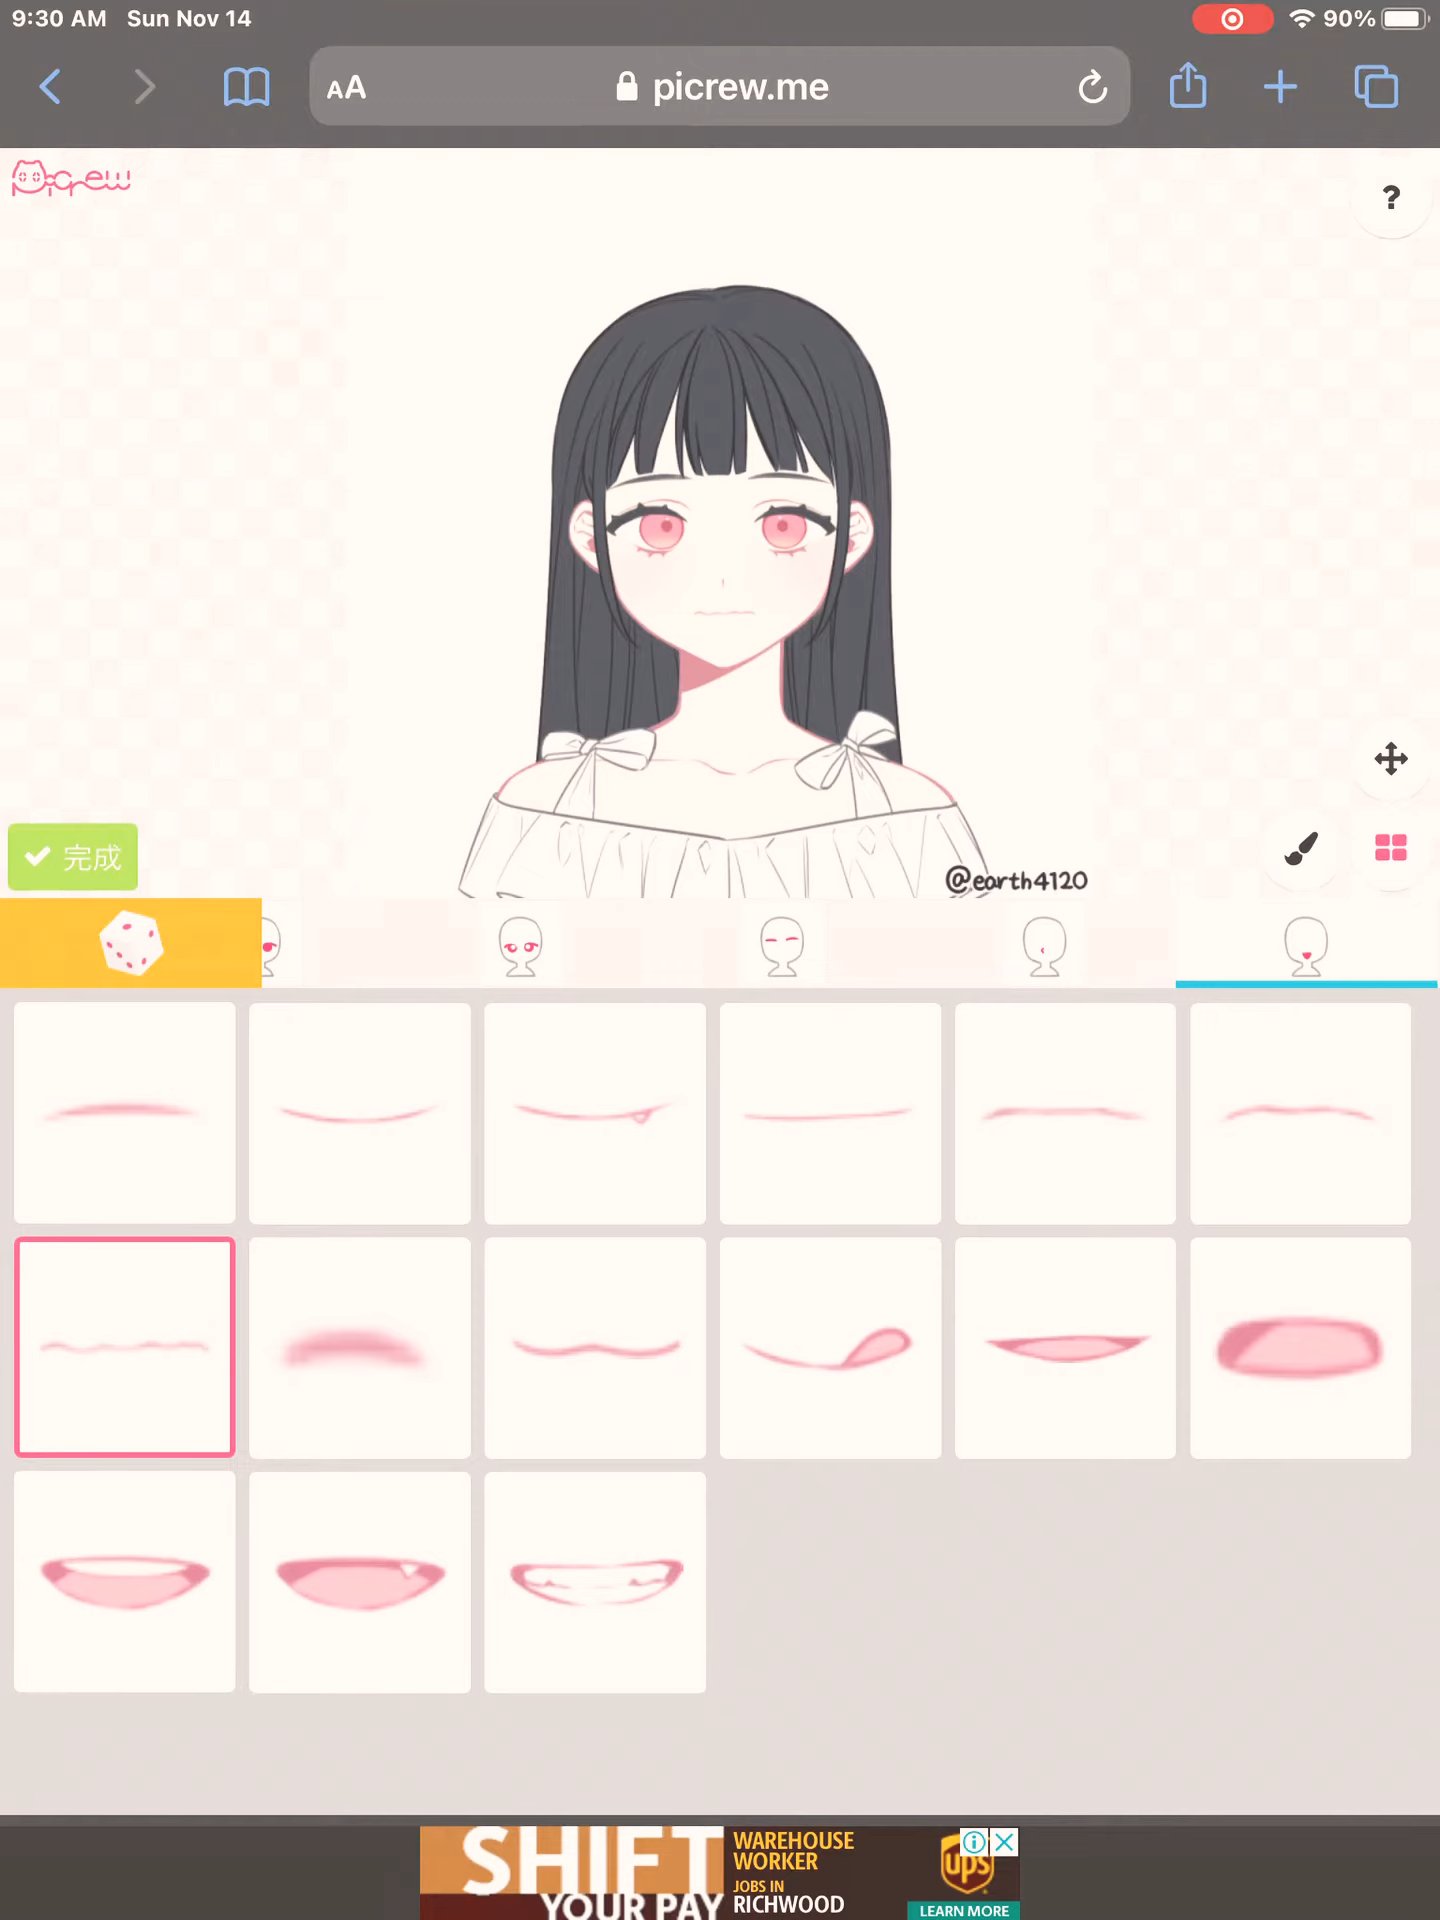 9:30 AM Sun Nov 14
90%
AA
picrew.me
Picrew
?
完成
@earth4120
SHIFT
YOUR PAY
WAREHOUSE
WORKER
JOBS IN
RICHWOOD
ups
LEARN MORE